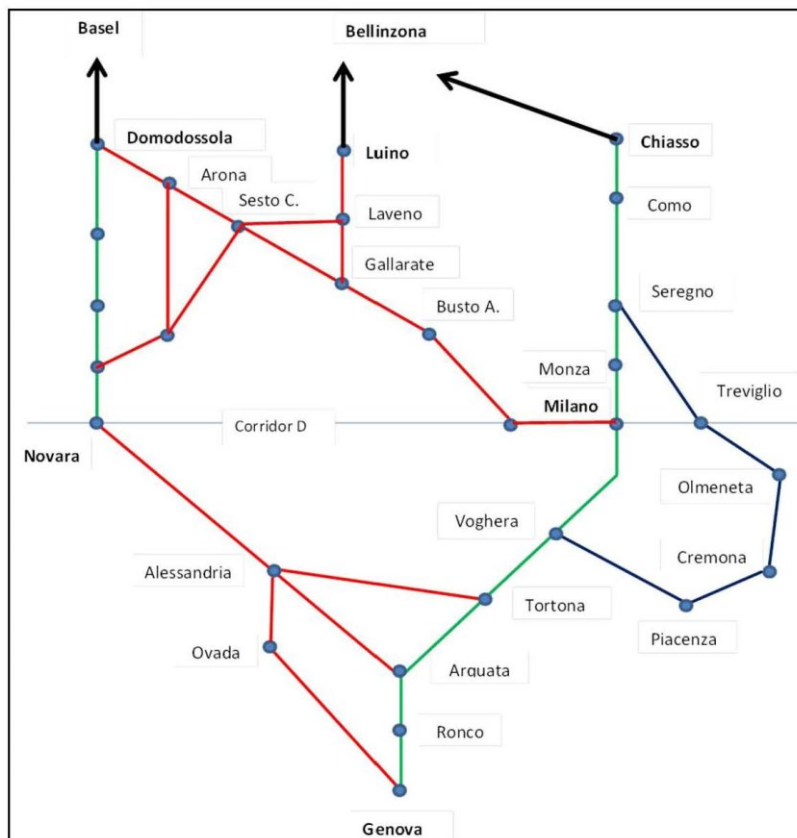 Basel
Bellinzona
Domodossola
Luino
Chiasso
Arona
Sesto C.
Laveno
Como
Gallarate
Seregno
Busto A.
Monza
Treviglio
Milano
Corridor D
Novara
Olmeneta
Voghera
Cremona
Alessandria
Tortona
Piacenza
Ovada
Arquata
Ronco
Genova